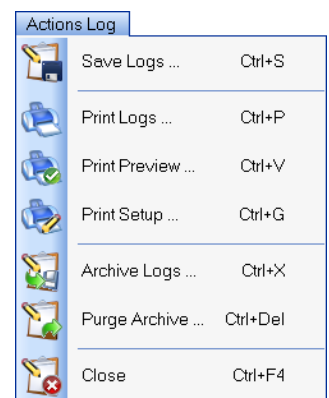 Actions Log
Save Logs ... Ctrl+S
Print Logs ... Ctrl+P
Print Preview ... Ctrl+V
Print Setup ... Ctrl+G
Archive Logs ... Ctrl+X
Purge Archive ... Ctrl+Del
Close Ctrl+F4